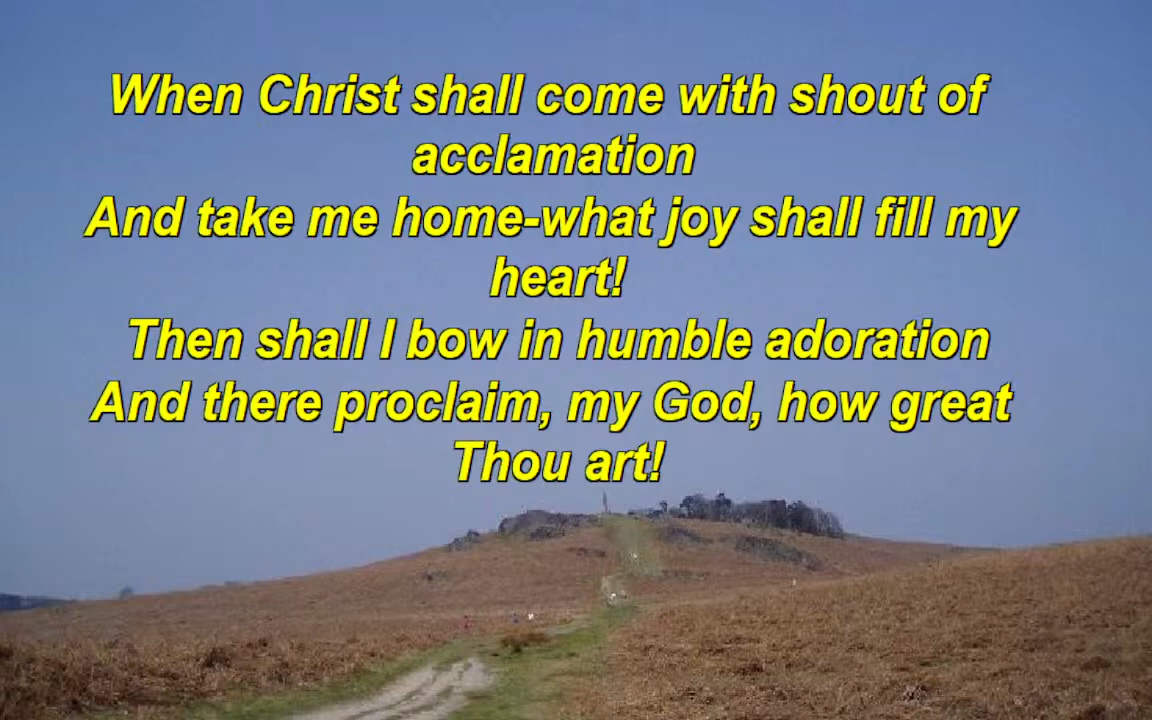 When Christ shall come with shout of
acclamation
And take me home-what joy shall fill my
heart!
Then shall I bow in humble adoration
And there proclaim, my God, how great
Thou art!